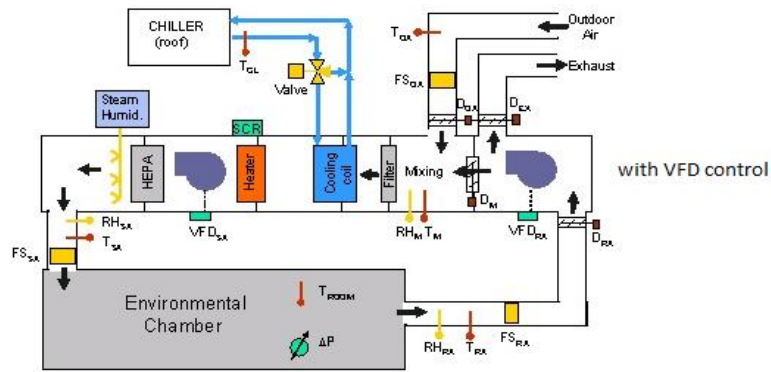 CHILLER
(roof)
T_GL
Valve
T_OA
Outdoor
Air
FS_OA
Exhaust
D_OA
D_EX
Steam
Humid.
SCR
HEPA
Heater
Cooling
coil
Filter
Mixing
with VFD control
D_M
VFD_SA
RH_M
T_M
VFD_RA
D_RA
RH_SA
T_SA
FS_SA
Environmental
Chamber
T_ROOM
ΔP
RH_RA
T_RA
FS_RA